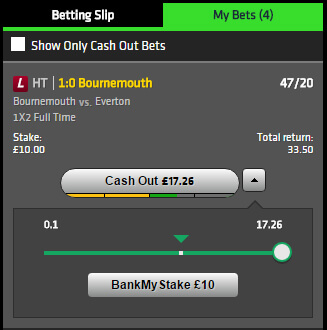 Betting Slip
My Bets (4)
Show Only Cash Out Bets
L HT 1:0 Bournemouth 47/20
Bournemouth vs. Everton
1X2 Full Time
Stake: Total return:
£10.00 33.50
Cash Out £17.26
0.1 17.26
BankMyStake £10